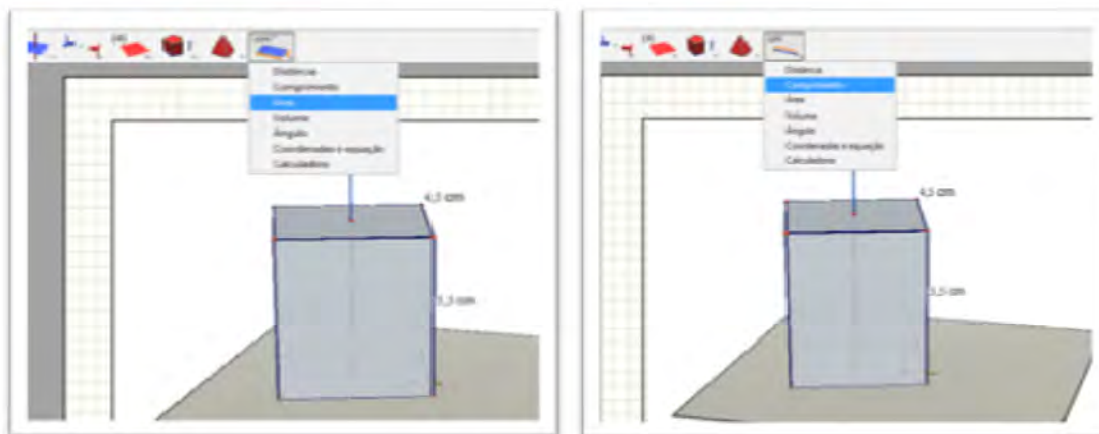 Distância
Comprimento
Área
Volume
Ângulo
Coordenadas e equação
Calculadora
4,5 cm
5,5 cm
Distância
Comprimento
Área
Volume
Ângulo
Coordenadas e equação
Calculadora
4,5 cm
5,5 cm